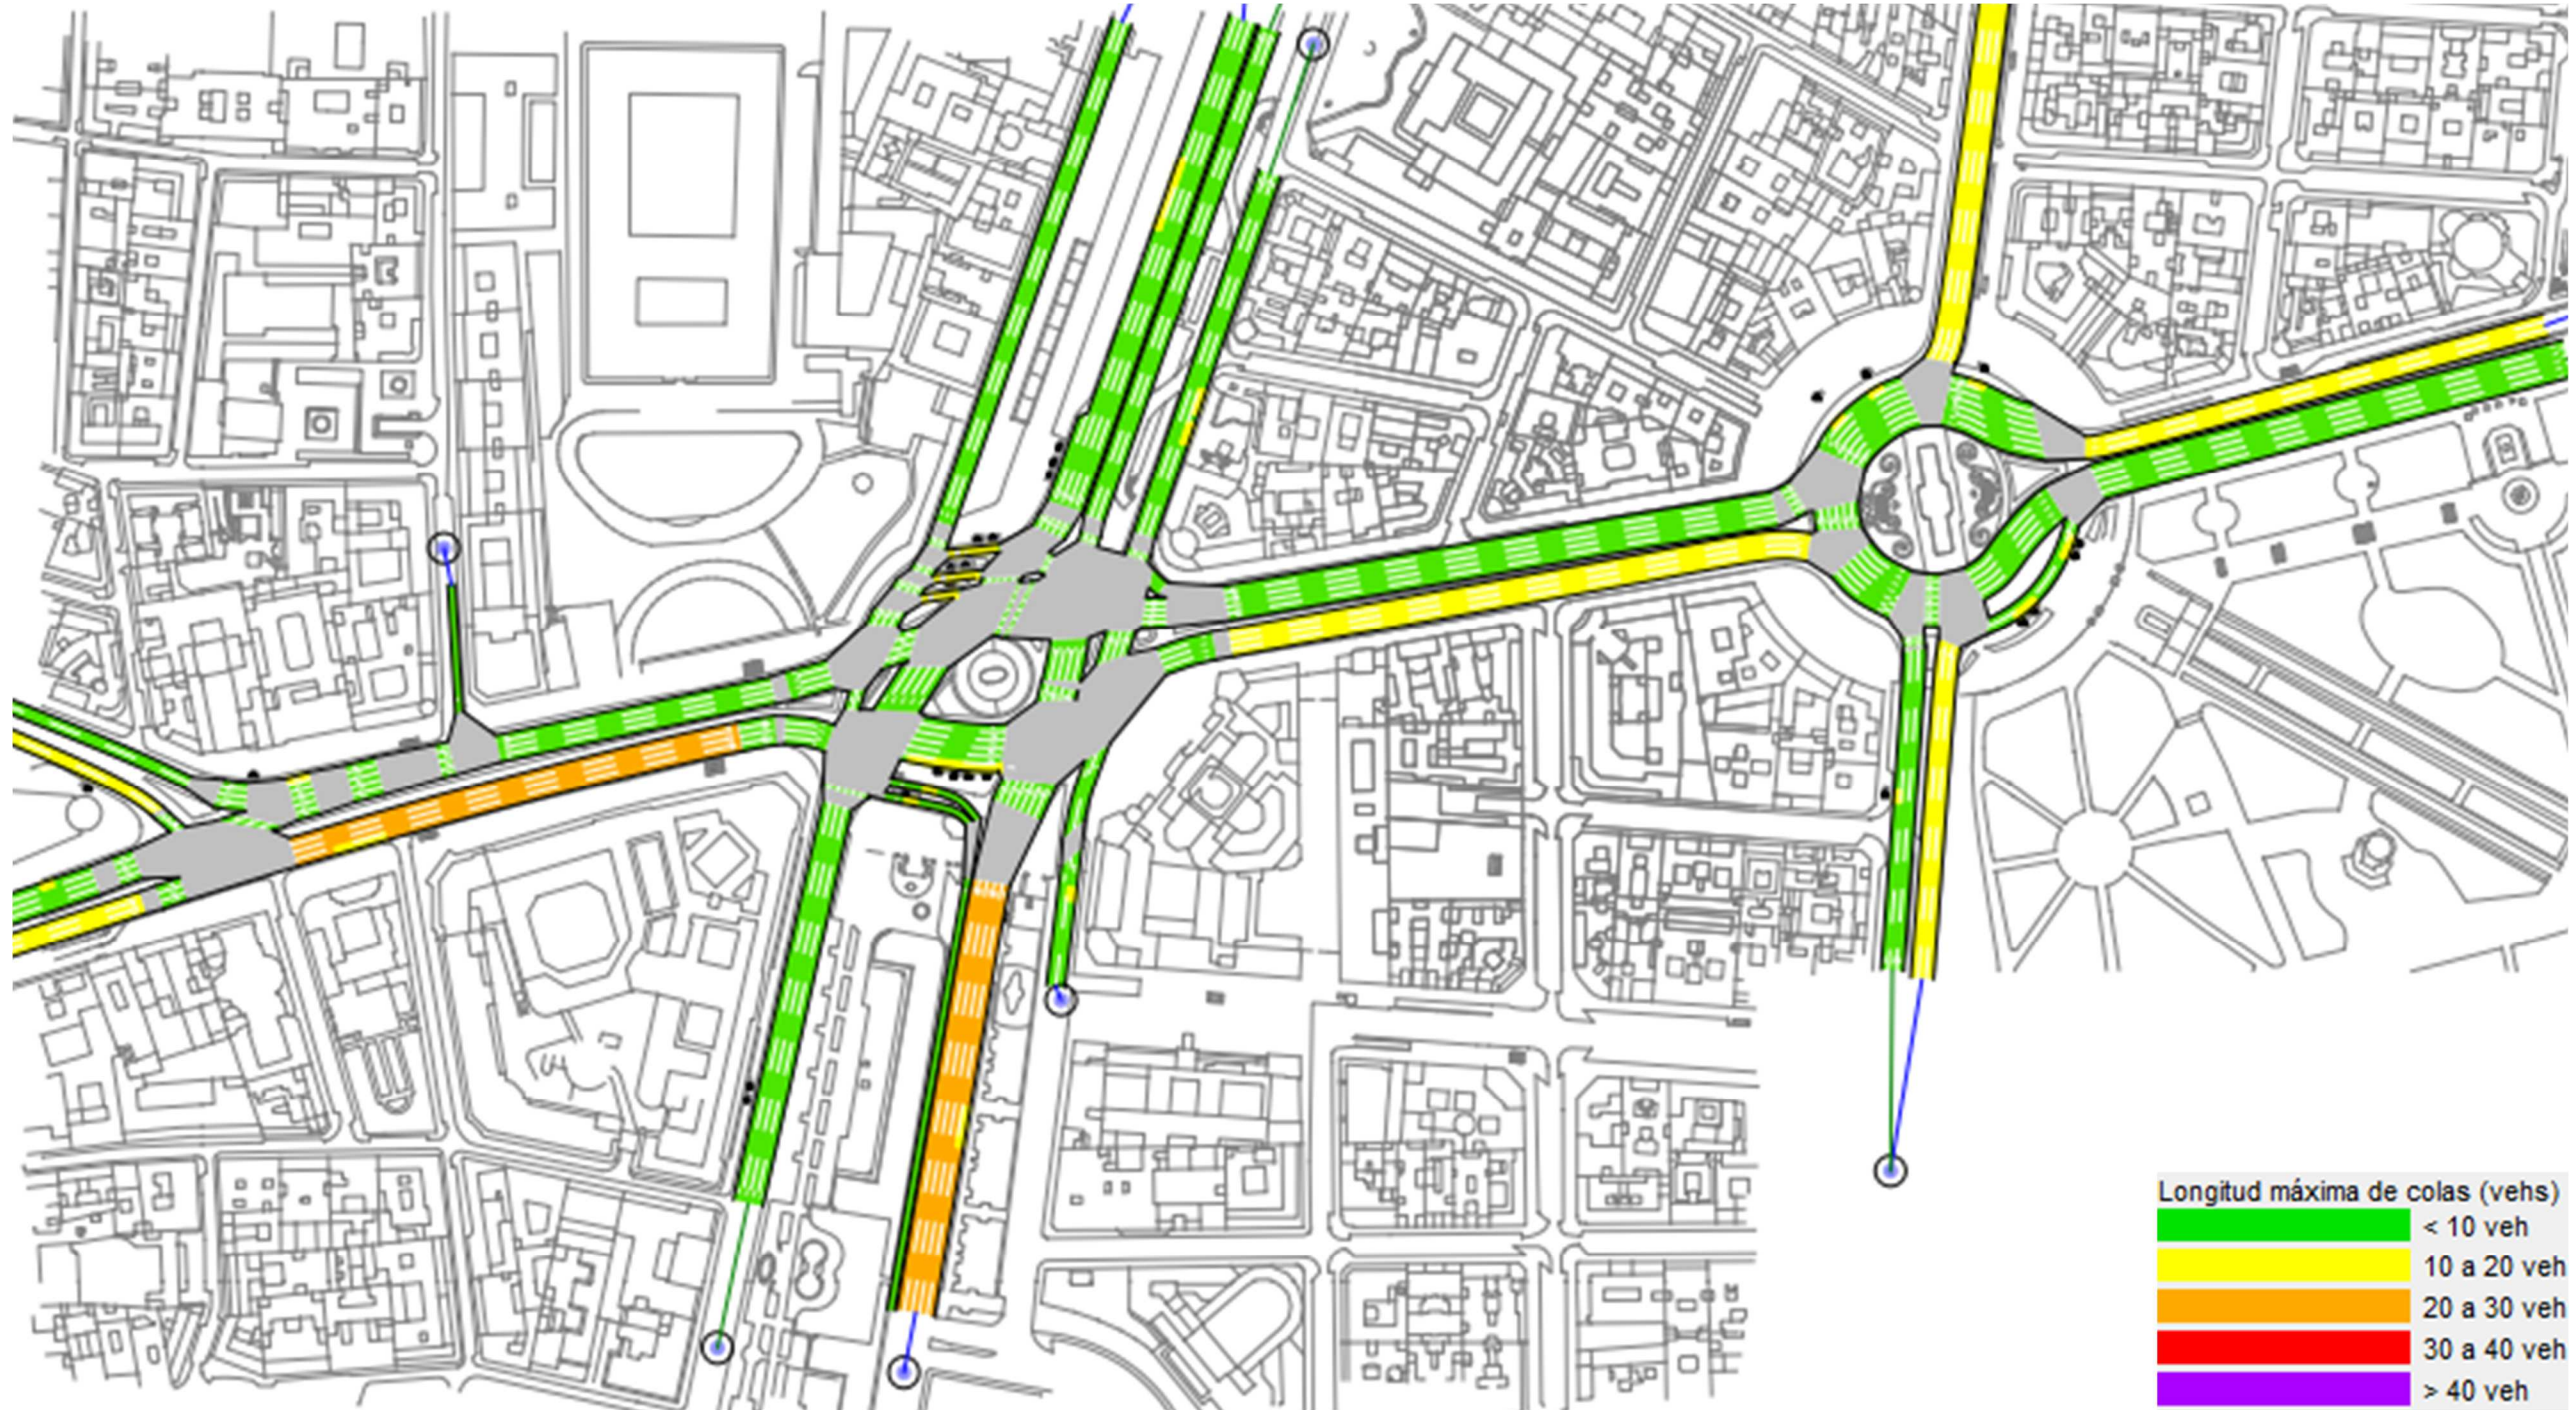 Longitud máxima de colas (vehs)
< 10 veh
10 a 20 veh
20 a 30 veh
30 a 40 veh
> 40 veh